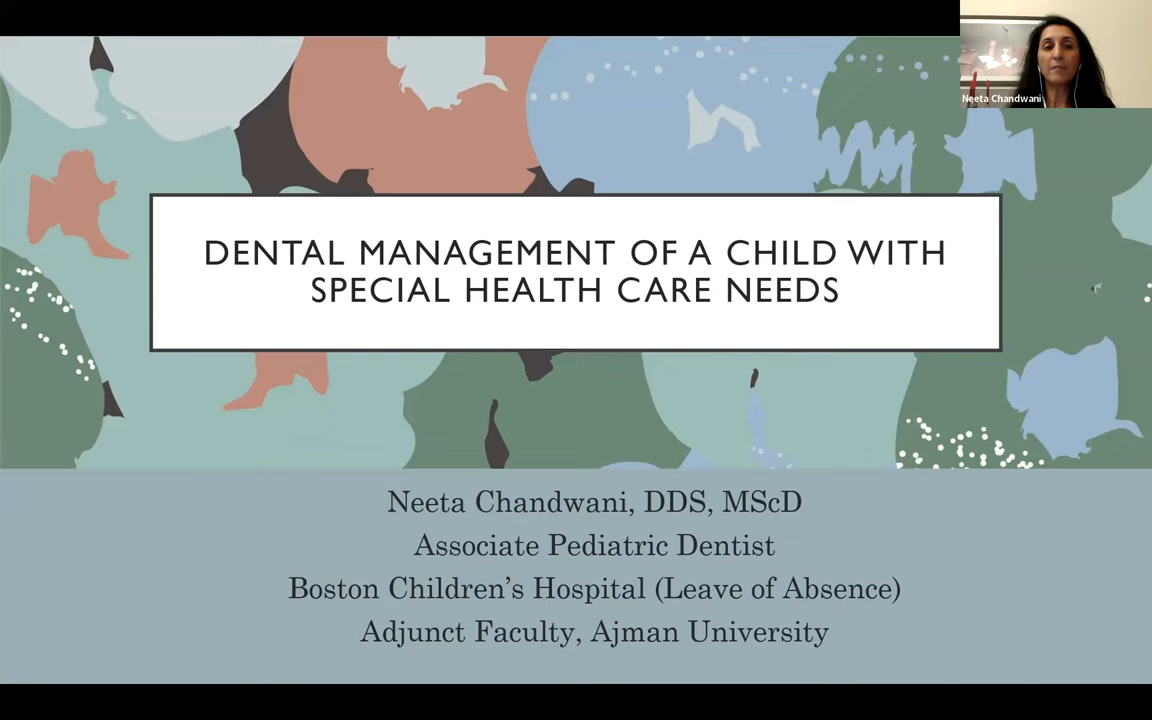 Neeta Chandwani
DENTAL MANAGEMENT OF A CHILD WITH
SPECIAL HEALTH CARE NEEDS
Neeta Chandwani, DDS, MScD
Associate Pediatric Dentist
Boston Children’s Hospital (Leave of Absence)
Adjunct Faculty, Ajman University